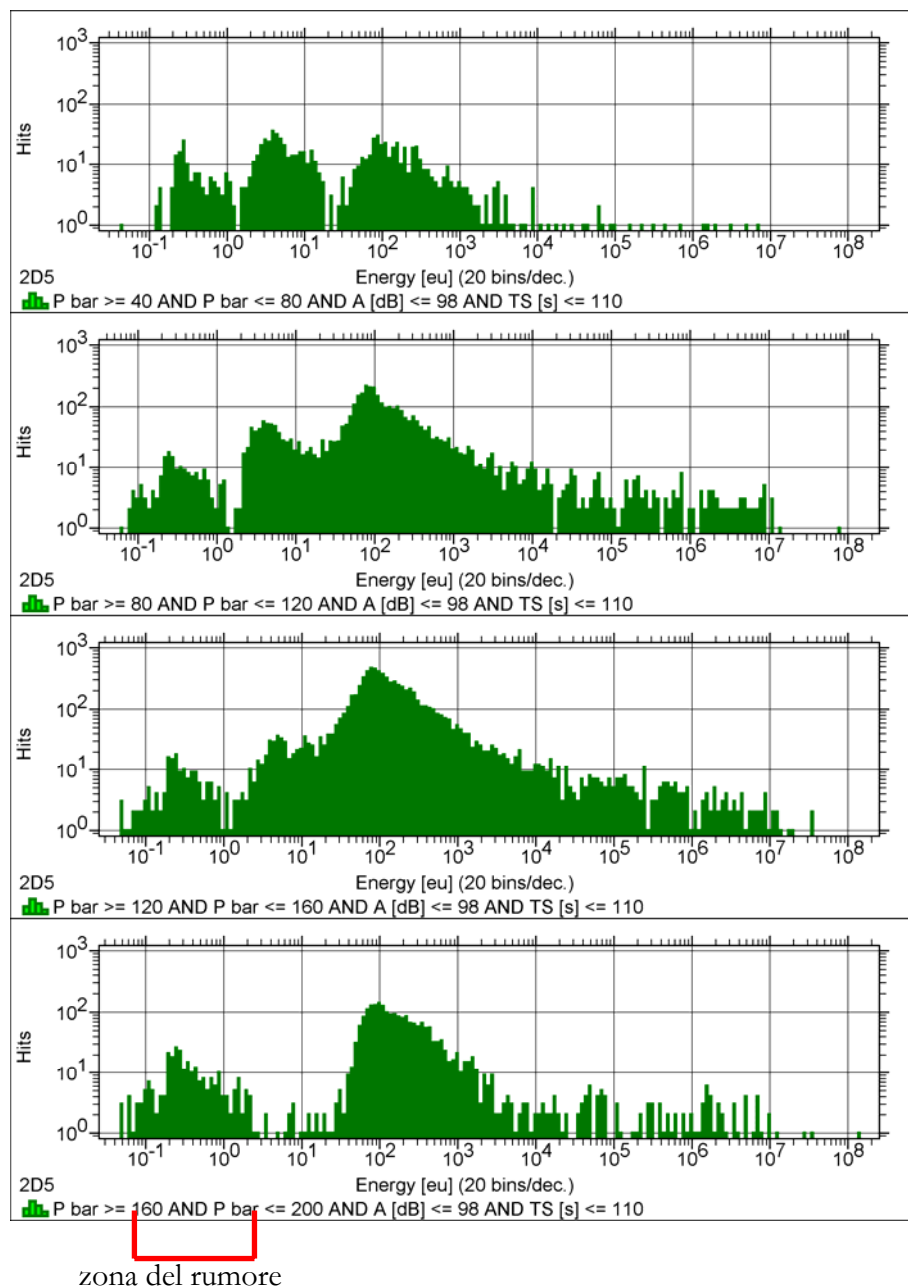 10³
10²
10¹
10⁰
Hits
10⁻¹ 10⁰ 10¹ 10² 10³ 10⁴ 10⁵ 10⁶ 10⁷ 10⁸
2D5 Energy [eu] (20 bins/dec.)
P bar >= 40 AND P bar <= 80 AND A [dB] <= 98 AND TS [s] <= 110
10³
10²
10¹
10⁰
Hits
10⁻¹ 10⁰ 10¹ 10² 10³ 10⁴ 10⁵ 10⁶ 10⁷ 10⁸
2D5 Energy [eu] (20 bins/dec.)
P bar >= 80 AND P bar <= 120 AND A [dB] <= 98 AND TS [s] <= 110
10³
10²
10¹
10⁰
Hits
10⁻¹ 10⁰ 10¹ 10² 10³ 10⁴ 10⁵ 10⁶ 10⁷ 10⁸
2D5 Energy [eu] (20 bins/dec.)
P bar >= 120 AND P bar <= 160 AND A [dB] <= 98 AND TS [s] <= 110
10³
10²
10¹
10⁰
Hits
10⁻¹ 10⁰ 10¹ 10² 10³ 10⁴ 10⁵ 10⁶ 10⁷ 10⁸
2D5 Energy [eu] (20 bins/dec.)
P bar >= 160 AND P bar <= 200 AND A [dB] <= 98 AND TS [s] <= 110
zona del rumore